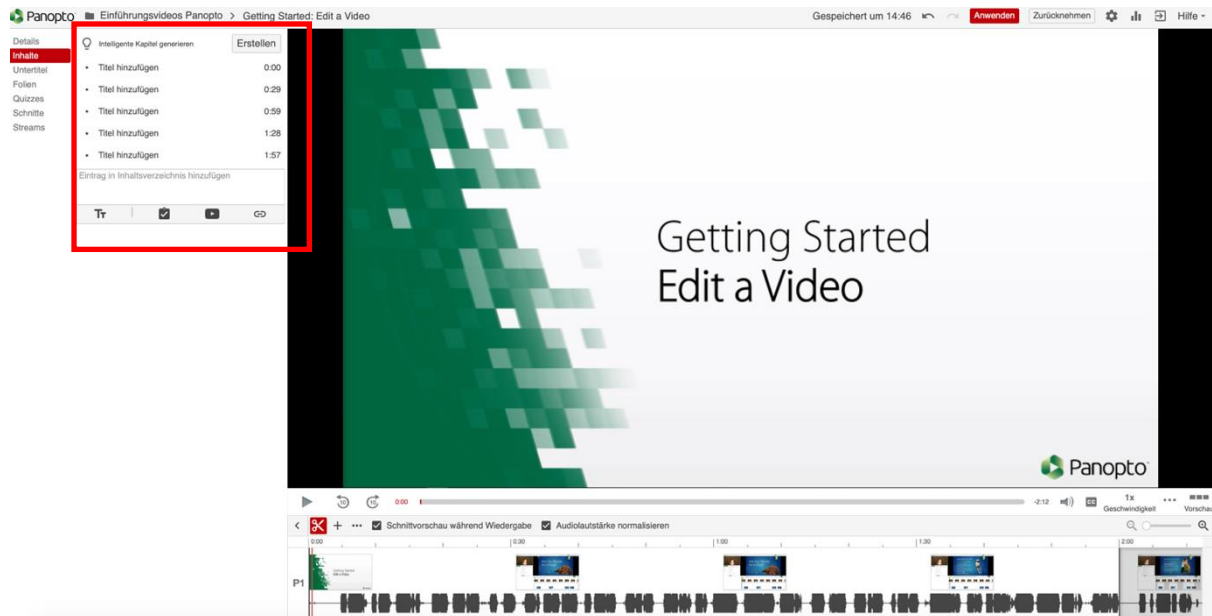 Panopto Einführungsvideos Panopto > Getting Started: Edit a Video Gespeichert um 14:46 Anwenden Zurücknehmen Hilfe
Details
Inhalte
Untertitel
Folien
Quizzes
Schnitte
Streams
Intelligente Kapitel generieren Erstellen
• Titel hinzufügen 0:00
• Titel hinzufügen 0:29
• Titel hinzufügen 0:59
• Titel hinzufügen 1:28
• Titel hinzufügen 1:57
Eintrag in Inhaltsverzeichnis hinzufügen
Getting Started
Edit a Video
Panopto
10 10 0:00 -2:12 CC 1x
Geschwindigkeit Vorschau
Schnittvorschau während Wiedergabe Audiolautstärke normalisieren
0:00 0:30 1:00 1:30 2:00
P1